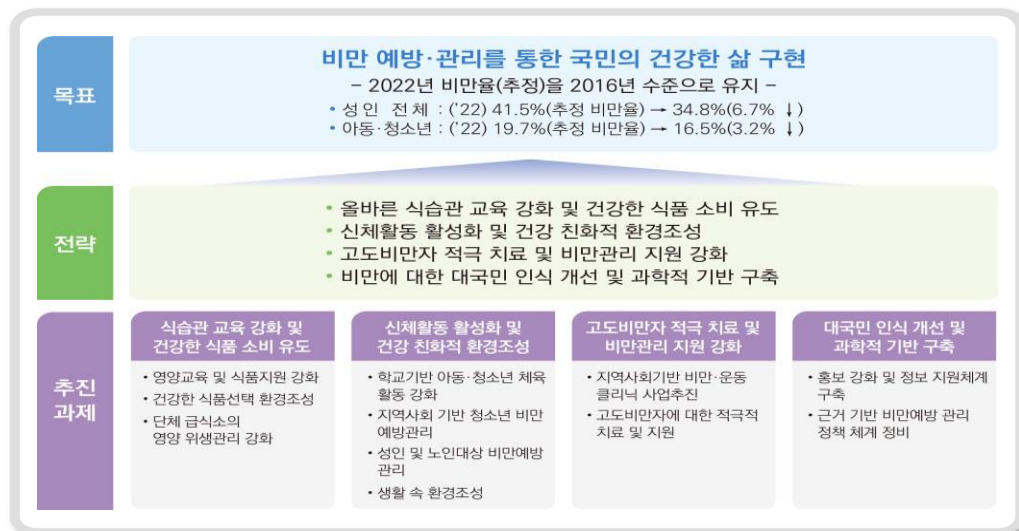 목표
비만 예방·관리를 통한 국민의 건강한 삶 구현
– 2022년 비만율(추정)을 2016년 수준으로 유지 –
• 성인 전체 : ('22) 41.5%(추정 비만율) → 34.8%(6.7% ↓)
• 아동·청소년 : ('22) 19.7%(추정 비만율) → 16.5%(3.2% ↓)
전략
• 올바른 식습관 교육 강화 및 건강한 식품 소비 유도
• 신체활동 활성화 및 건강 친화적 환경조성
• 고도비만자 적극 치료 및 비만관리 지원 강화
• 비만에 대한 대국민 인식 개선 및 과학적 기반 구축
추진
과제
식습관 교육 강화 및
건강한 식품 소비 유도
• 영양교육 및 식품지원 강화
• 건강한 식품선택 환경조성
• 단체 급식소의
영양 위생관리 강화
신체활동 활성화 및
건강 친화적 환경조성
• 학교기반 아동·청소년 체육
활동 강화
• 지역사회 기반 청소년 비만
예방관리
• 성인 및 노인대상 비만예방
관리
• 생활 속 환경조성
고도비만자 적극 치료 및
비만관리 지원 강화
• 지역사회기반 비만·운동
클리닉 사업추진
• 고도비만자에 대한 적극적
치료 및 지원
대국민 인식 개선 및
과학적 기반 구축
• 홍보 강화 및 정보 지원체계
구축
• 근거 기반 비만예방 관리
정책 체계 정비